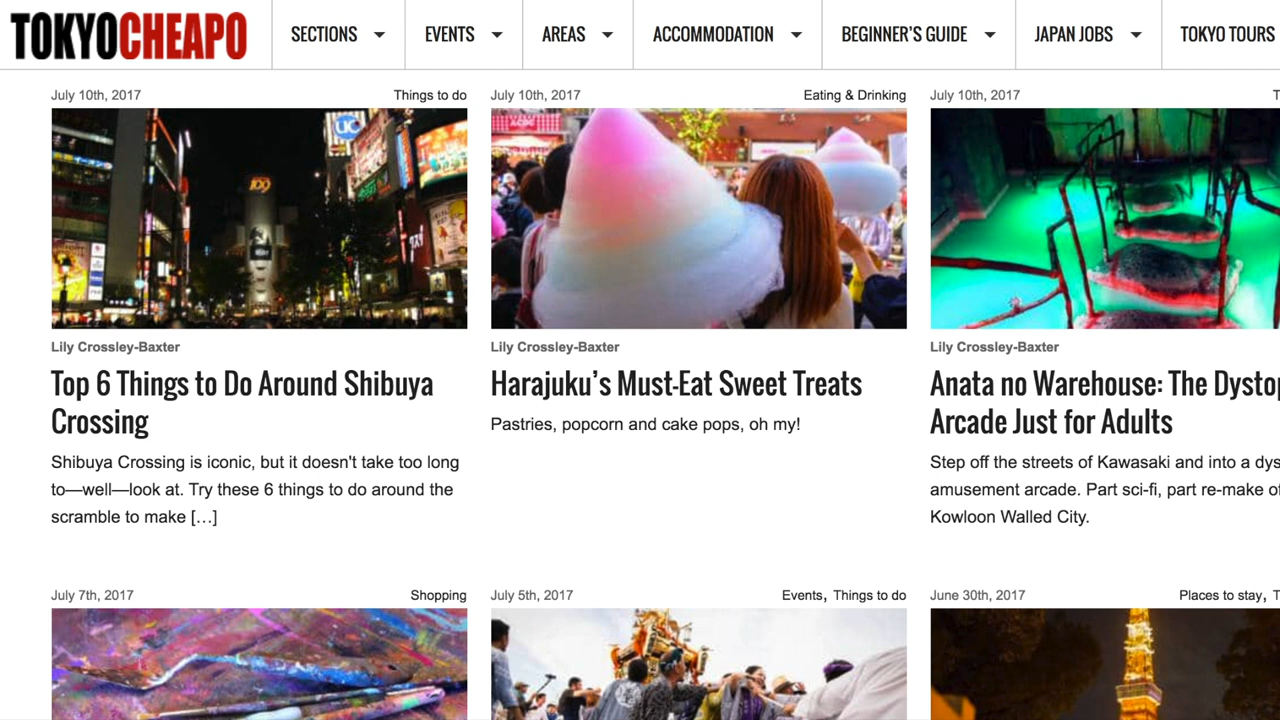 TOKYOCHEAPO
SECTIONS
EVENTS
AREAS
ACCOMMODATION
BEGINNER'S GUIDE
JAPAN JOBS
TOKYO TOURS
July 10th, 2017
Things to do
UC
109
Lily Crossley-Baxter
Top 6 Things to Do Around Shibuya
Crossing
Shibuya Crossing is iconic, but it doesn't take too long
to—well—look at. Try these 6 things to do around the
scramble to make […]
July 10th, 2017
Eating & Drinking
Lily Crossley-Baxter
Harajuku’s Must-Eat Sweet Treats
Pastries, popcorn and cake pops, oh my!
July 10th, 2017
T
Lily Crossley-Baxter
Anata no Warehouse: The Dystop
Arcade Just for Adults
Step off the streets of Kawasaki and into a dys
amusement arcade. Part sci-fi, part re-make of
Kowloon Walled City.
July 7th, 2017
Shopping
July 5th, 2017
Events, Things to do
June 30th, 2017
Places to stay, T